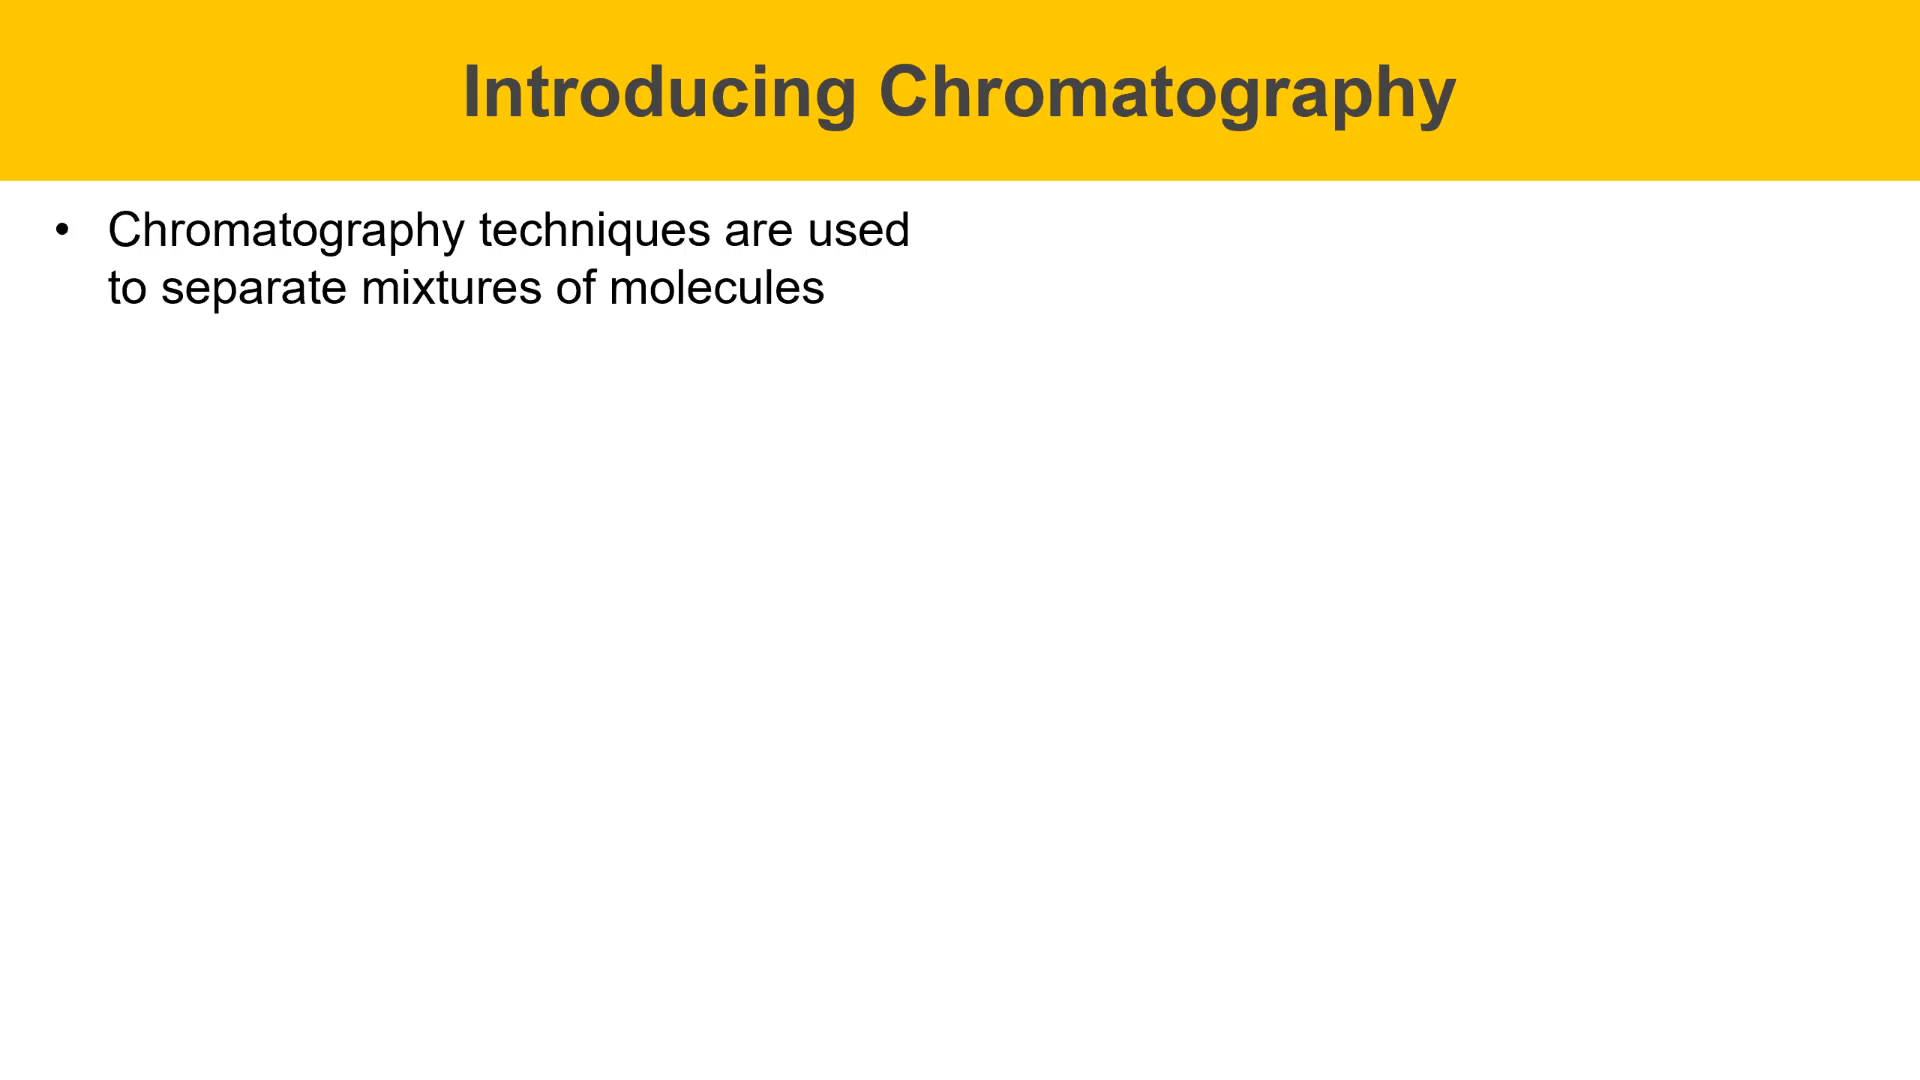 Introducing Chromatography
• Chromatography techniques are used
to separate mixtures of molecules